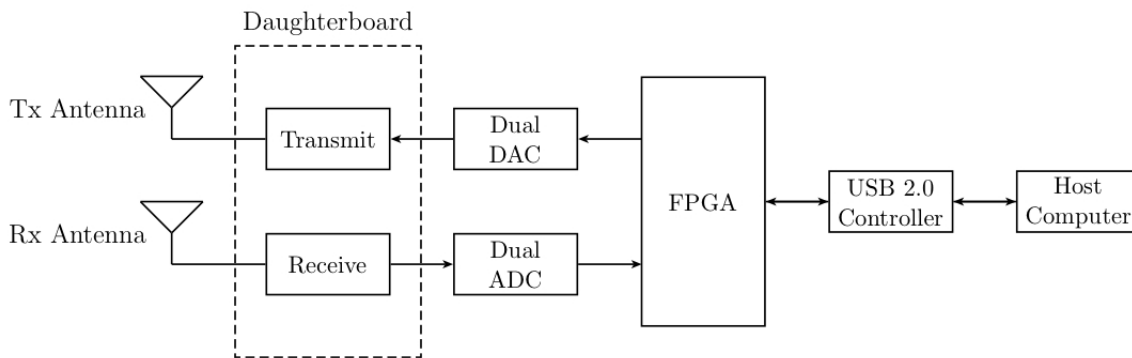 Daughterboard
Tx Antenna
Transmit
Dual
DAC
Rx Antenna
Receive
Dual
ADC
FPGA
USB 2.0
Controller
Host
Computer